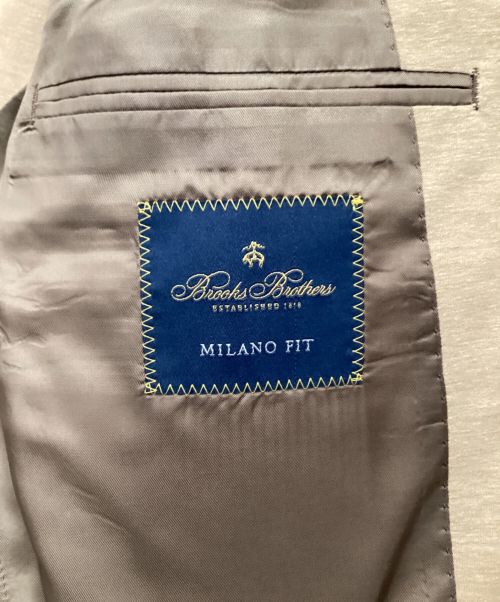 Brooks Brothers
ESTABLISHED 1818
MILANO FIT